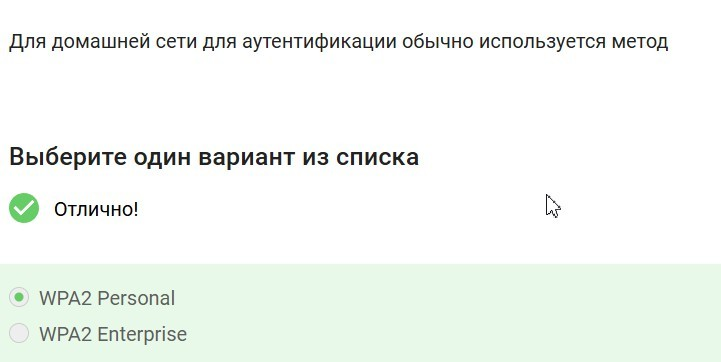 Для домашней сети для аутентификации обычно используется метод
Выберите один вариант из списка
Отлично!
WPA2 Personal
WPA2 Enterprise